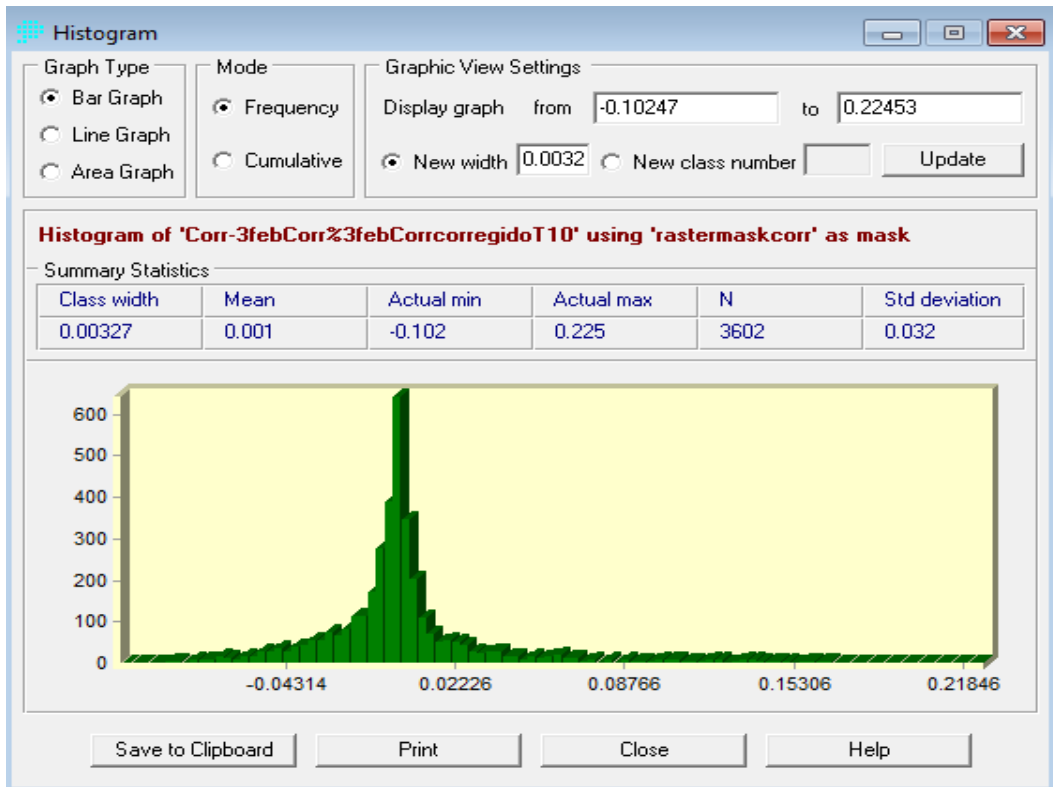 Histogram
Graph Type
Bar Graph
Line Graph
Area Graph
Mode
Frequency
Cumulative
Graphic View Settings
Display graph from -0.10247 to 0.22453
New width 0.0032 New class number Update
Histogram of 'Corr-3febCorr%3febCorrcorregidoT10' using 'rastermaskcorr' as mask
Summary Statistics
Class width Mean Actual min Actual max N Std deviation
0.00327 0.001 -0.102 0.225 3602 0.032
600
500
400
300
200
100
0
-0.04314 0.02226 0.08766 0.15306 0.21846
Save to Clipboard Print Close Help